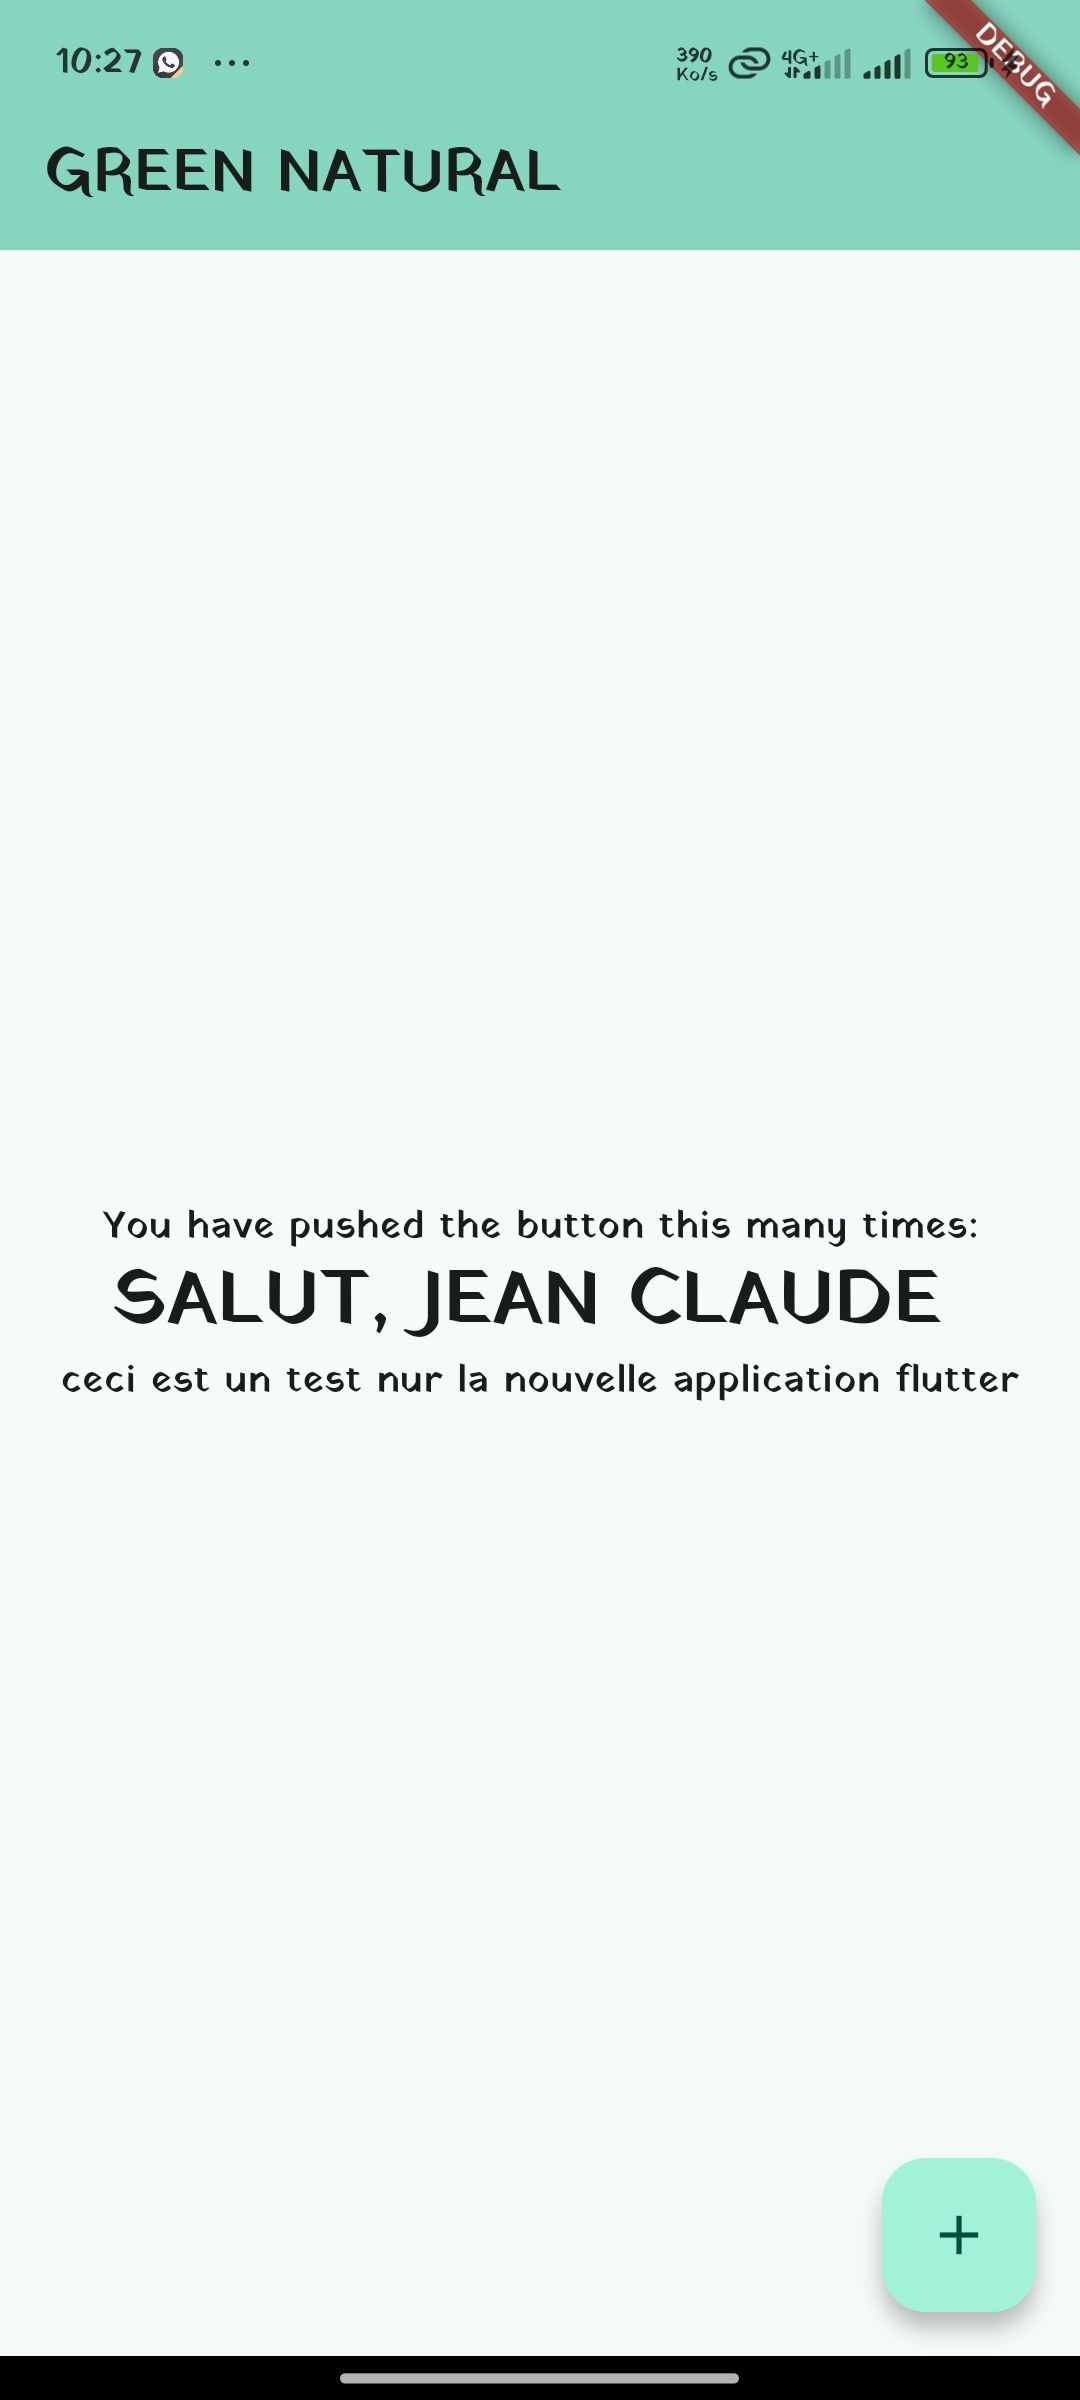 10:27 ...
390
Ko/s
4G+
93
DEBUG
GREEN NATURAL
You have pushed the button this many times:
SALUT, JEAN CLAUDE
ceci est un test nur la nouvelle application flutter